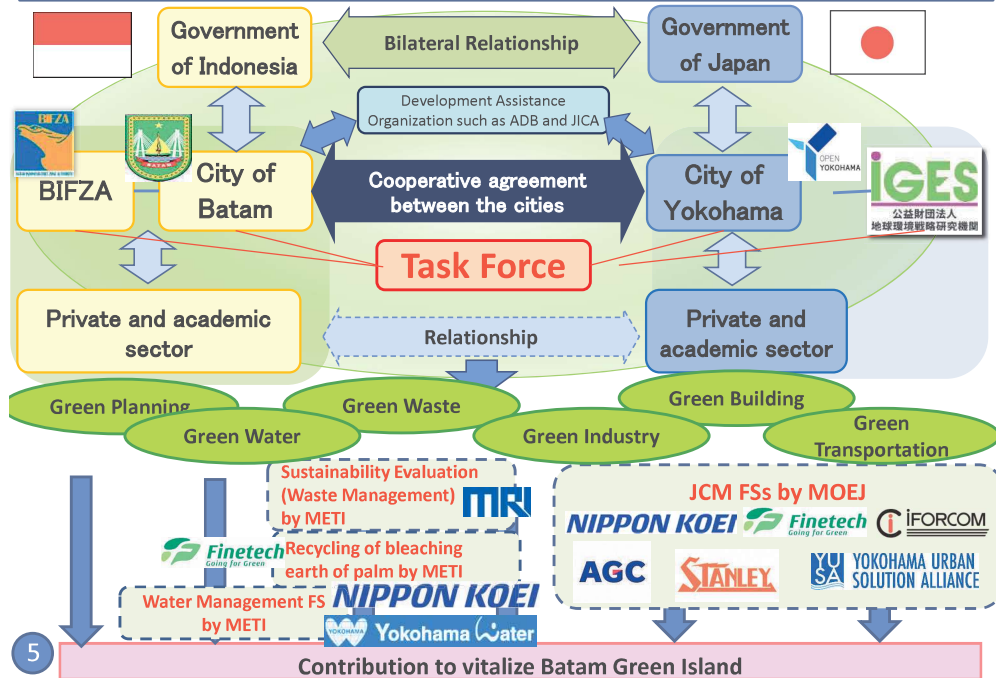 Government
of Indonesia
Bilateral Relationship
Government
of Japan
Development Assistance
Organization such as ADB and JICA
BIFZA
BATAM
OPEN
YOKOHAMA
BIFZA
City of
Batam
Cooperative agreement
between the cities
City of
Yokohama
iGES
公益財団法人
地球環境戦略研究機関
Task Force
Private and academic
sector
Relationship
Private and
academic sector
Green Planning
Green Water
Green Waste
Green Industry
Green Building
Green
Transportation
Sustainability Evaluation
(Waste Management)
by METI
MRI
Finetech
Going for Green
Recycling of bleaching
earth of palm by METI
Water Management FS
by METI
NIPPON KOEI
YOKOHAMA
Yokohama Water
JCM FSs by MOEJ
NIPPON KOEI
Finetech
Going for Green
iFORCOM
AGC
STANLEY
YUSA
YOKOHAMA URBAN
SOLUTION ALLIANCE
5
Contribution to vitalize Batam Green Island